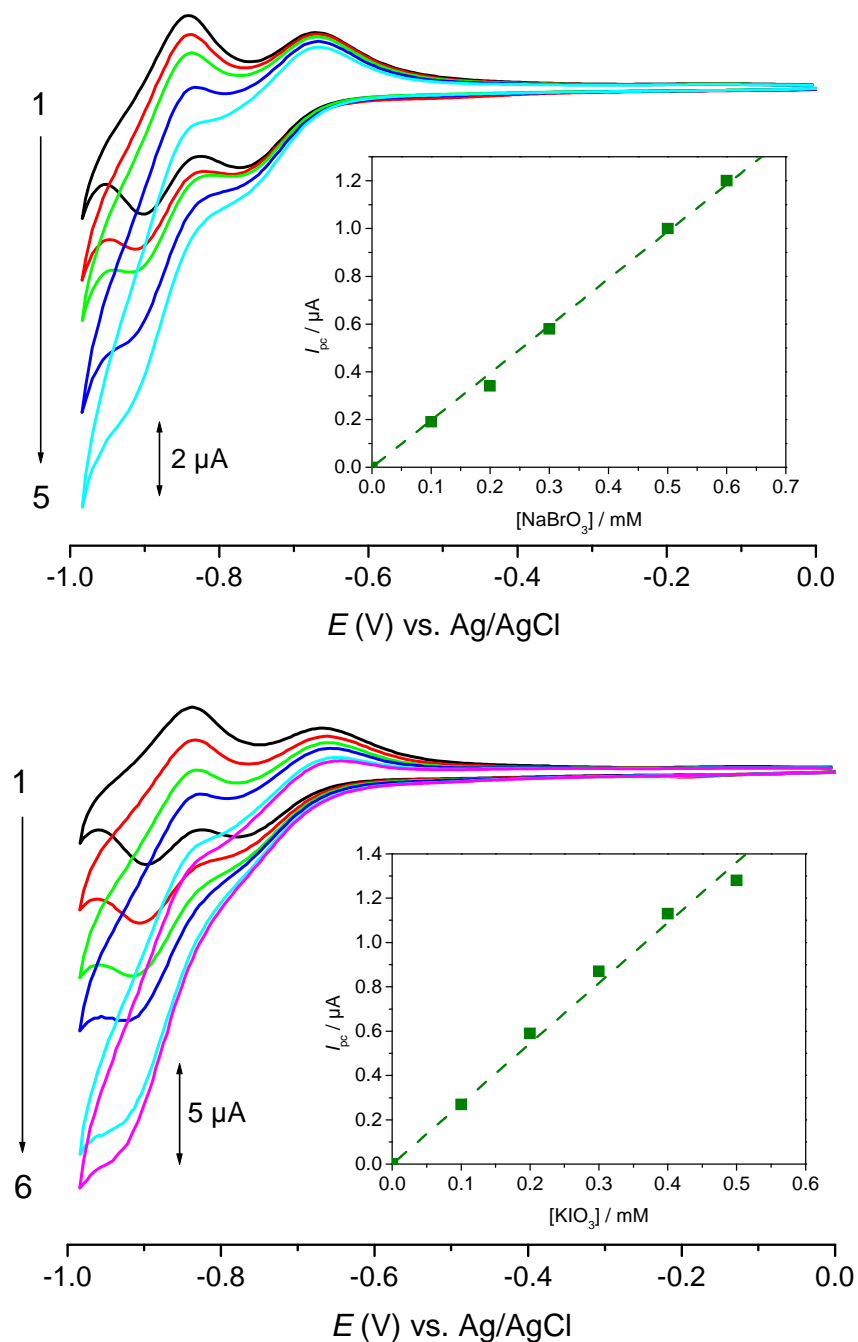 1
5
2 µA
I_pc / µA
1.2
1.0
0.8
0.6
0.4
0.2
0.0
0.0 0.1 0.2 0.3 0.4 0.5 0.6 0.7
[NaBrO₃] / mM
-1.0 -0.8 -0.6 -0.4 -0.2 0.0
E (V) vs. Ag/AgCl
1
6
5 µA
I_pc / µA
1.4
1.2
1.0
0.8
0.6
0.4
0.2
0.0
0.0 0.1 0.2 0.3 0.4 0.5 0.6
[KIO₃] / mM
-1.0 -0.8 -0.6 -0.4 -0.2 0.0
E (V) vs. Ag/AgCl